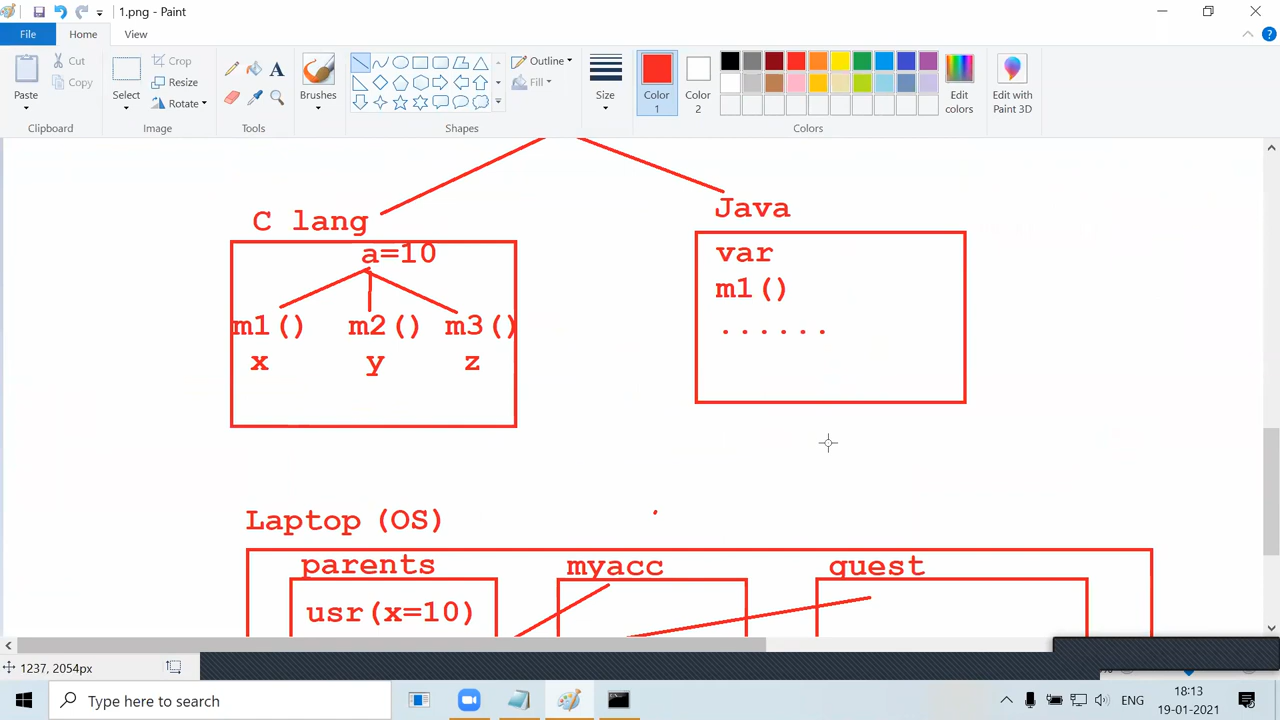 1.png - Paint
File
Home
View
Paste
Cut
Copy
Clipboard
Select
Crop
Resize
Rotate
Image
Tools
Brushes
Shapes
Outline
Fill
Size
Color 1
Color 2
Colors
Edit colors
Edit with Paint 3D
C lang
a=10
m1() m2() m3()
x y z
Java
var
m1()
......
Laptop (OS)
parents myacc quest
usr(x=10)
1237, 2054px
Type here to search
ENG
18:13
19-01-2021